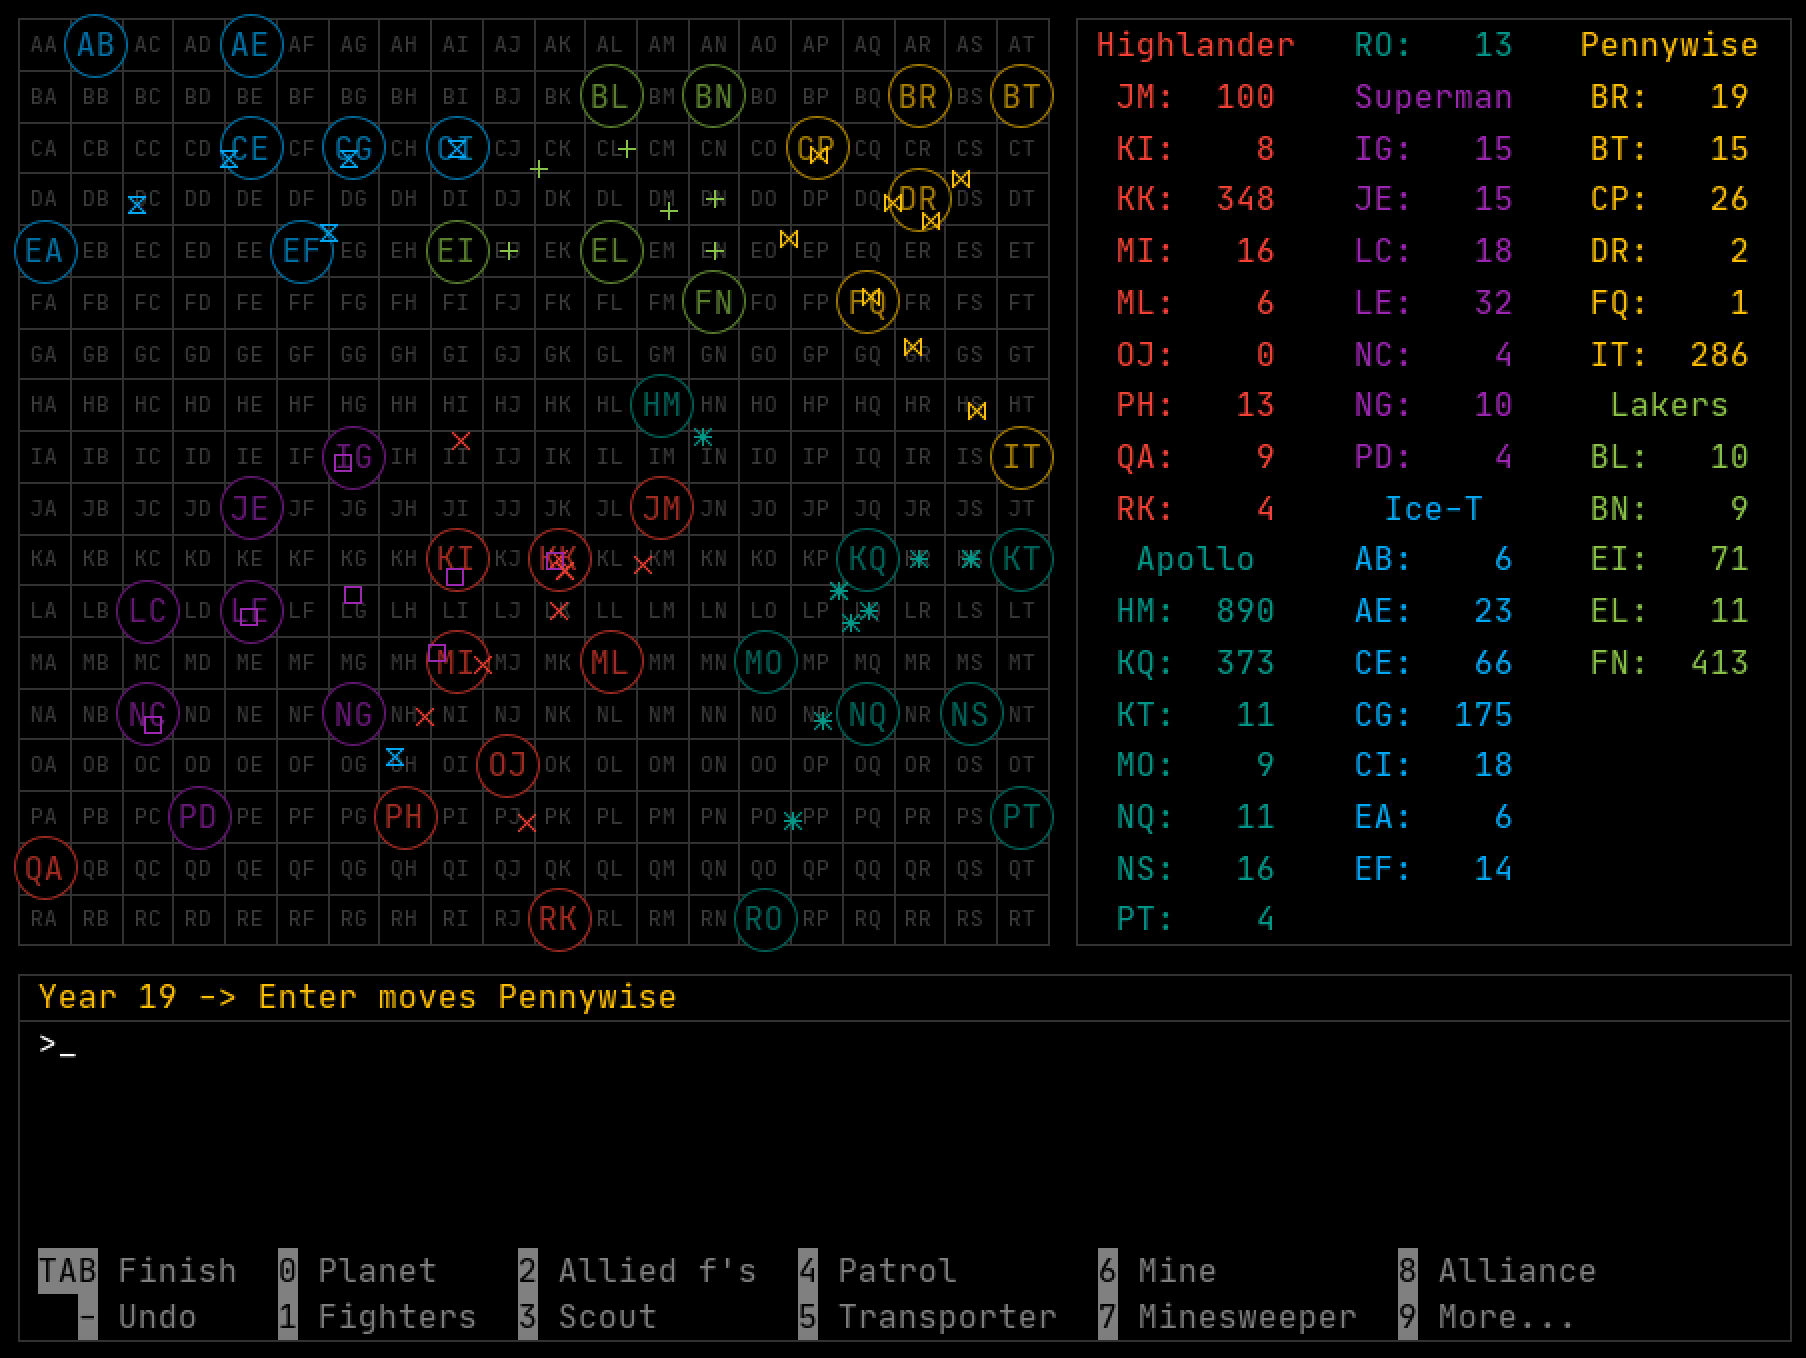 AA AB AC AD AE AF AG AH AI AJ AK AL AM AN AO AP AQ AR AS AT
BA BB BC BD BE BF BG BH BI BJ BK BL BM BN BO BP BQ BR BS BT
CA CB CC CD CE CF CG CH CI CJ CK CL CM CN CO CP CQ CR CS CT
DA DB DC DD DE DF DG DH DI DJ DK DL DM DN DO DP DQ DR DS DT
EA EB EC ED EE EF EG EH EI EJ EK EL EM EN EO EP EQ ER ES ET
FA FB FC FD FE FF FG FH FI FJ FK FL FM FN FO FP FQ FR FS FT
GA GB GC GD GE GF GG GH GI GJ GK GL GM GN GO GP GQ GR GS GT
HA HB HC HD HE HF HG HH HI HJ HK HL HM HN HO HP HQ HR HS HT
IA IB IC ID IE IF IG IH II IJ IK IL IM IN IO IP IQ IR IS IT
JA JB JC JD JE JF JG JH JI JJ JK JL JM JN JO JP JQ JR JS JT
KA KB KC KD KE KF KG KH KI KJ KK KL KM KN KO KP KQ KR KS KT
LA LB LC LD LE LF LG LH LI LJ LK LL LM LN LO LP LQ LR LS LT
MA MB MC MD ME MF MG MH MI MJ MK ML MM MN MO MP MQ MR MS MT
NA NB NC ND NE NF NG NH NI NJ NK NL NM NN NO NP NQ NR NS NT
OA OB OC OD OE OF OG OH OI OJ OK OL OM ON OO OP OQ OR OS OT
PA PB PC PD PE PF PG PH PI PJ PK PL PM PN PO PP PQ PR PS PT
QA QB QC QD QE QF QG QH QI QJ QK QL QM QN QO QP QQ QR QS QT
RA RB RC RD RE RF RG RH RI RJ RK RL RM RN RO RP RQ RR RS RT
Highlander
JM: 100
KI: 8
KK: 348
MI: 16
ML: 6
OJ: 0
PH: 13
QA: 9
RK: 4
Apollo
HM: 890
KQ: 373
KT: 11
MO: 9
NQ: 11
NS: 16
PT: 4
RO: 13
Superman
IG: 15
JE: 15
LC: 18
LE: 32
NC: 4
NG: 10
PD: 4
Ice-T
AB: 6
AE: 23
CE: 66
CG: 175
CI: 18
EA: 6
EF: 14
Pennywise
BR: 19
BT: 15
CP: 26
DR: 2
FQ: 1
IT: 286
Lakers
BL: 10
BN: 9
EI: 71
EL: 11
FN: 413
Year 19 -> Enter moves Pennywise
>_
TAB Finish 0 Planet 2 Allied f's 4 Patrol 6 Mine 8 Alliance
- Undo 1 Fighters 3 Scout 5 Transporter 7 Minesweeper 9 More...